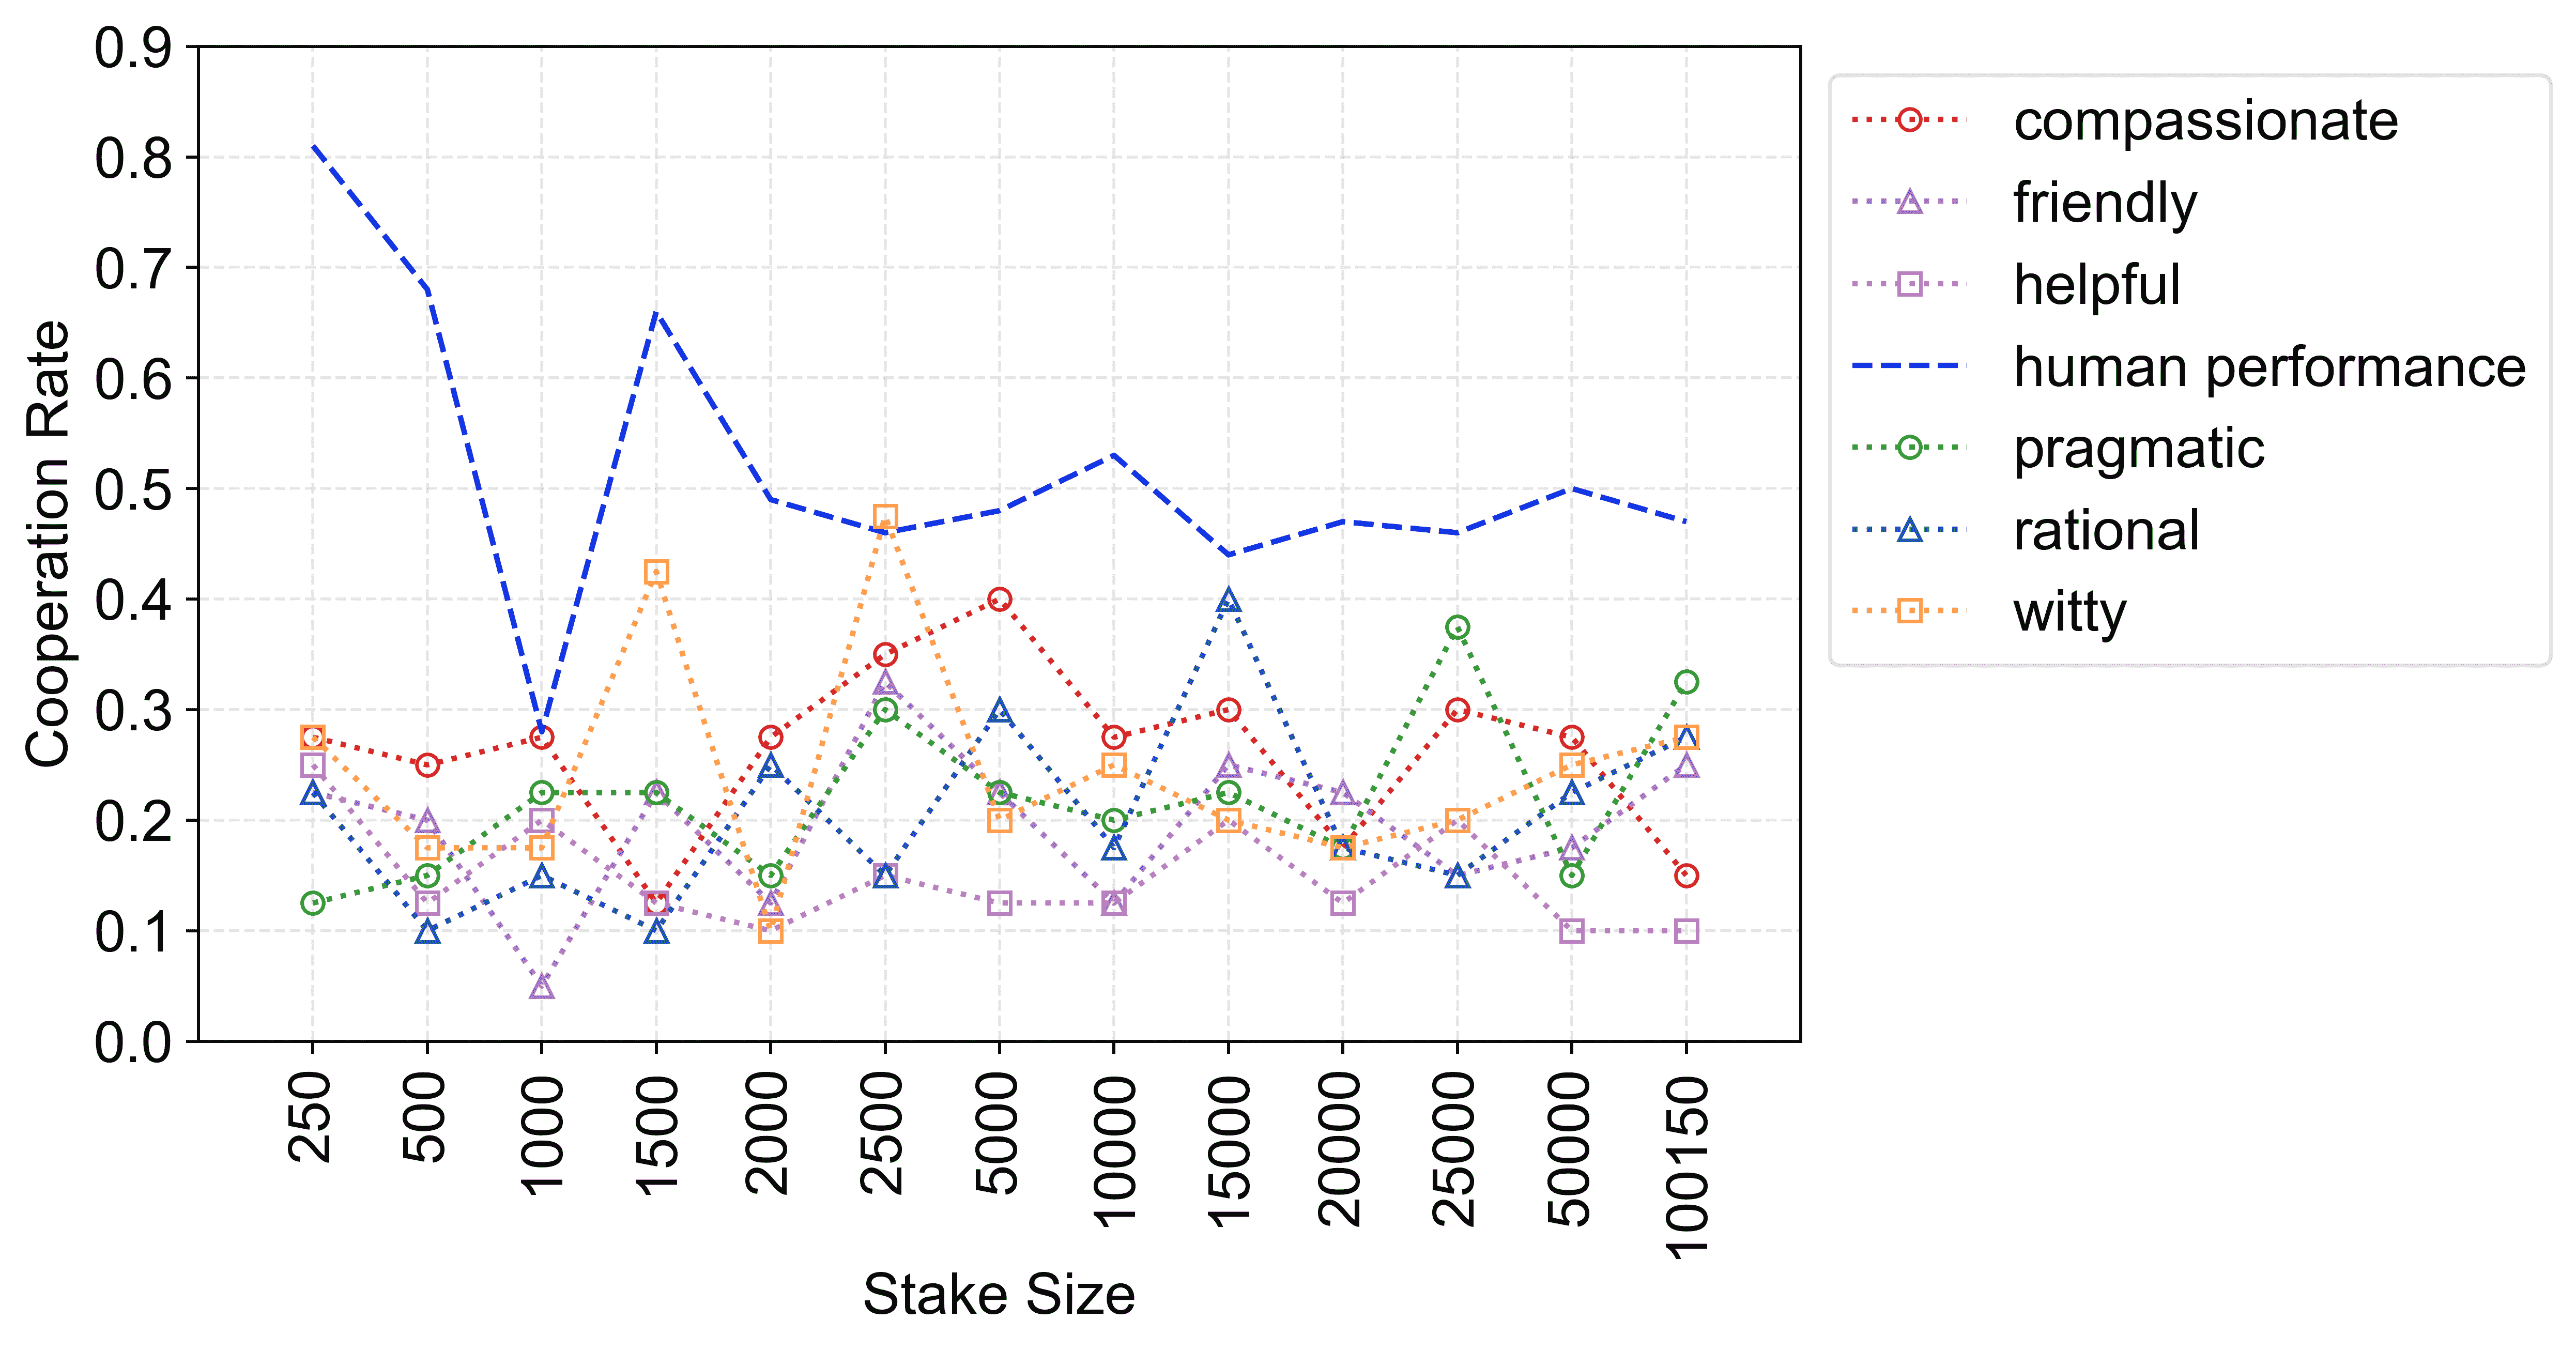 0.9
0.8
0.7
0.6
0.5
0.4
0.3
0.2
0.1
0.0
Cooperation Rate
250
500
1000
1500
2000
2500
5000
10000
15000
20000
25000
50000
100150
Stake Size
compassionate
friendly
helpful
human performance
pragmatic
rational
witty